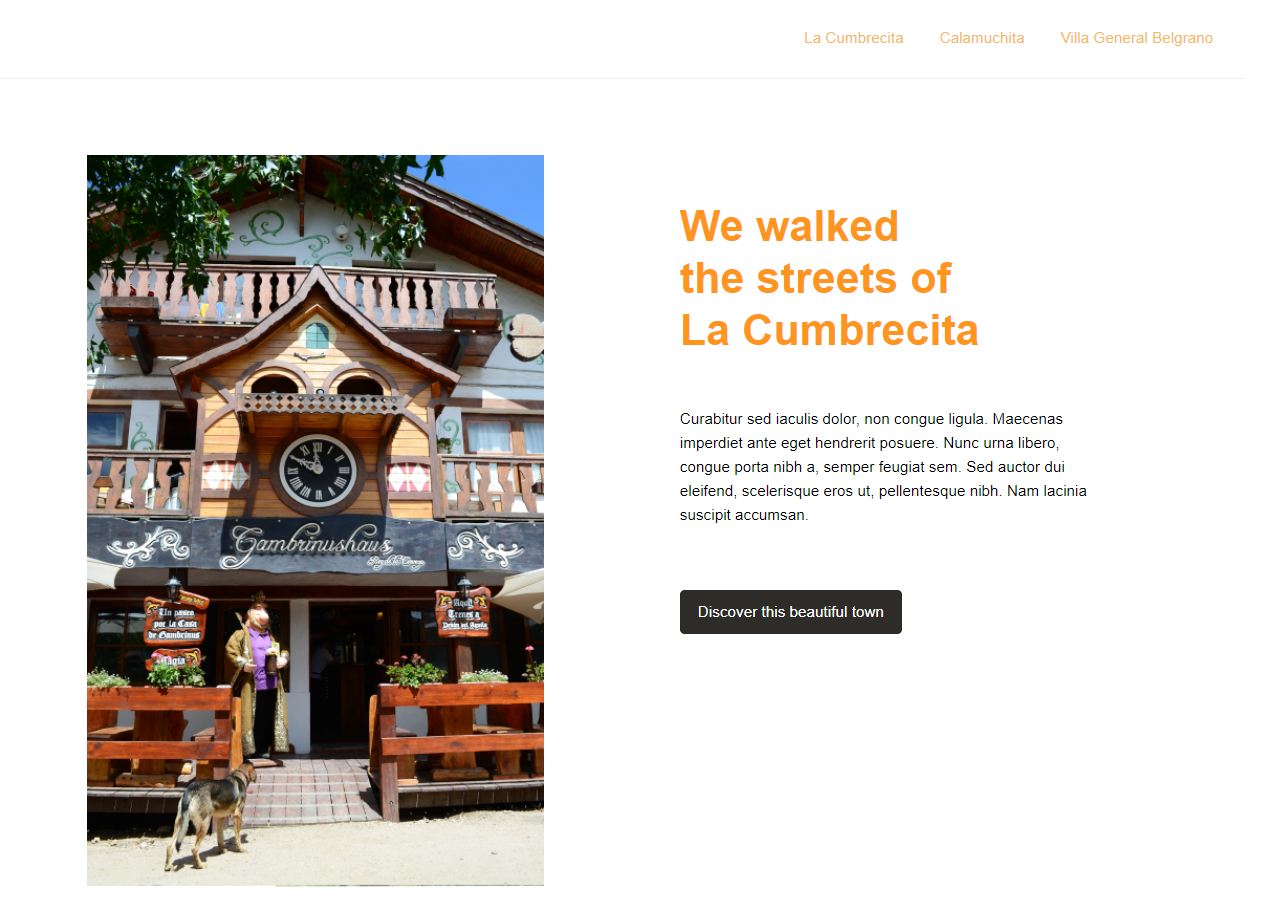 La Cumbrecita Calamuchita Villa General Belgrano
We walked
the streets of
La Cumbrecita
Curabitur sed iaculis dolor, non congue ligula. Maecenas
imperdiet ante eget hendrerit posuere. Nunc urna libero,
congue porta nibh a, semper feugiat sem. Sed auctor dui
eleifend, scelerisque eros ut, pellentesque nibh. Nam lacinia
suscipit accumsan.
Discover this beautiful town
Gambrinushaus
Un paseo
por la Casa
de Gambrinus
Magia
Aquí
Trenes a